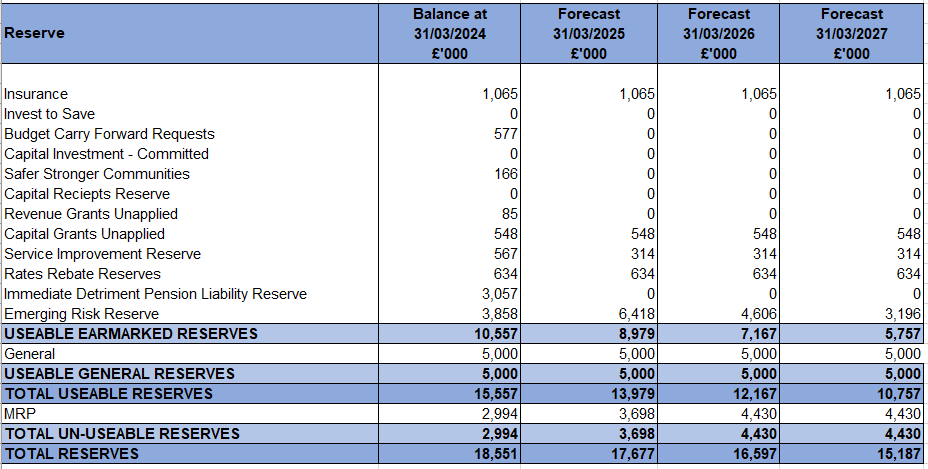 Reserve Balance at 31/03/2024 £'000 Forecast 31/03/2025 £'000 Forecast 31/03/2026 £'000 Forecast 31/03/2027 £'000
Insurance 1,065 1,065 1,065 1,065
Invest to Save 0 0 0 0
Budget Carry Forward Requests 577 0 0 0
Capital Investment - Committed 0 0 0 0
Safer Stronger Communities 166 0 0 0
Capital Reciepts Reserve 0 0 0 0
Revenue Grants Unapplied 85 0 0 0
Capital Grants Unapplied 548 548 548 548
Service Improvement Reserve 567 314 314 314
Rates Rebate Reserves 634 634 634 634
Immediate Detriment Pension Liability Reserve 3,057 0 0 0
Emerging Risk Reserve 3,858 6,418 4,606 3,196
USEABLE EARMARKED RESERVES 10,557 8,979 7,167 5,757
General 5,000 5,000 5,000 5,000
USEABLE GENERAL RESERVES 5,000 5,000 5,000 5,000
TOTAL USEABLE RESERVES 15,557 13,979 12,167 10,757
MRP 2,994 3,698 4,430 4,430
TOTAL UN-USEABLE RESERVES 2,994 3,698 4,430 4,430
TOTAL RESERVES 18,551 17,677 16,597 15,187